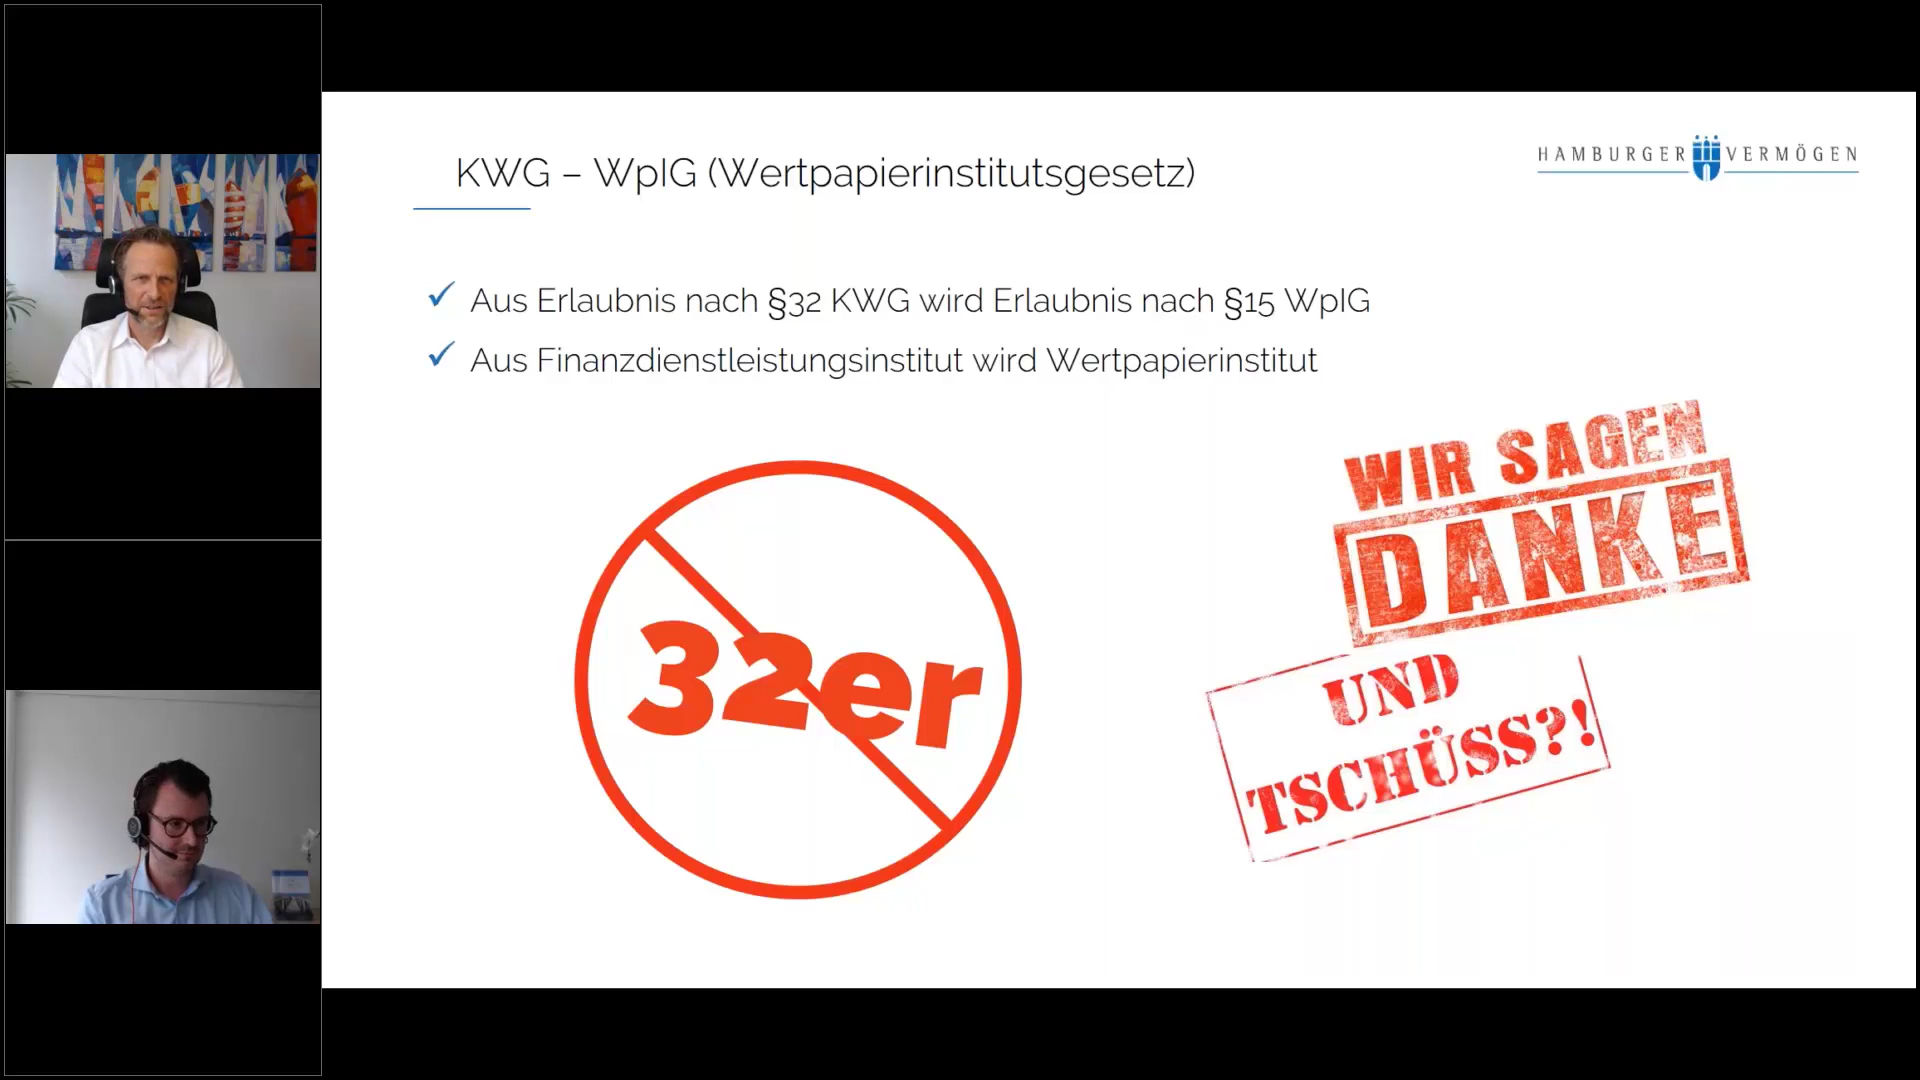 KWG – WpIG (Wertpapierinstitutsgesetz)
HAMBURGER VERMÖGEN
Aus Erlaubnis nach §32 KWG wird Erlaubnis nach §15 WpIG
Aus Finanzdienstleistungsinstitut wird Wertpapierinstitut
32er
WIR SAGEN
DANKE
UND
TSCHÜSS?!